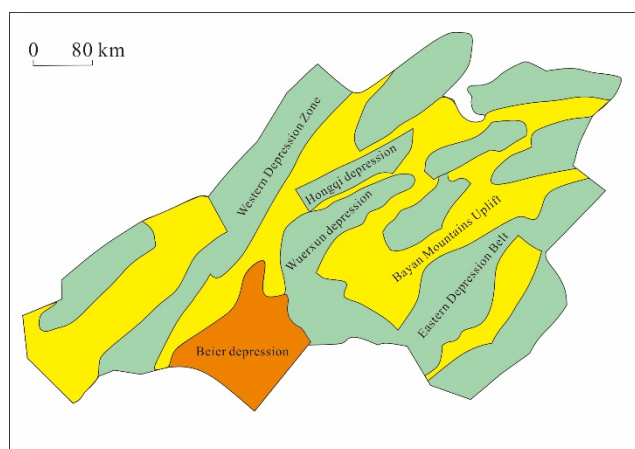 0 80 km
Western Depression Zone
Hongqi depression
Wuerxun depression
Bayan Mountains Uplift
Eastern Depression Belt
Beier depression